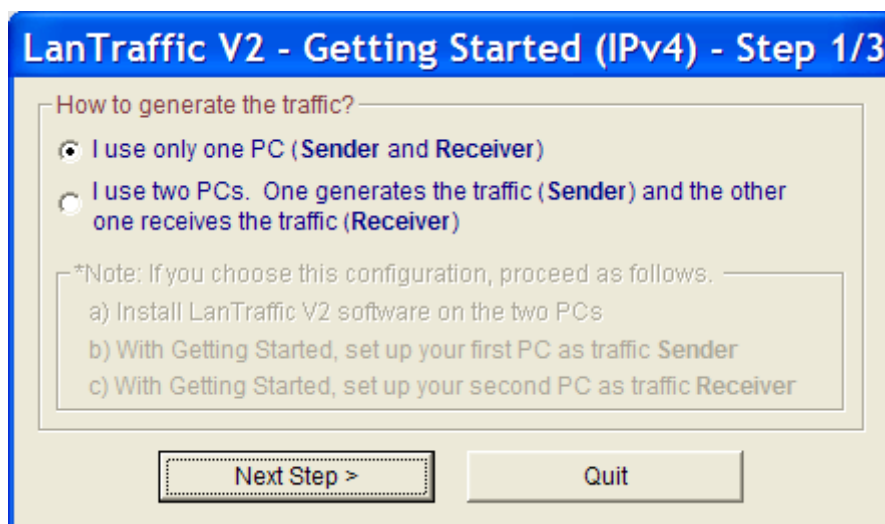 LanTraffic V2 - Getting Started (IPv4) - Step 1/3
How to generate the traffic?
I use only one PC (Sender and Receiver)
I use two PCs. One generates the traffic (Sender) and the other
one receives the traffic (Receiver)
*Note: If you choose this configuration, proceed as follows.
a) Install LanTraffic V2 software on the two PCs
b) With Getting Started, set up your first PC as traffic Sender
c) With Getting Started, set up your second PC as traffic Receiver
Next Step > Quit